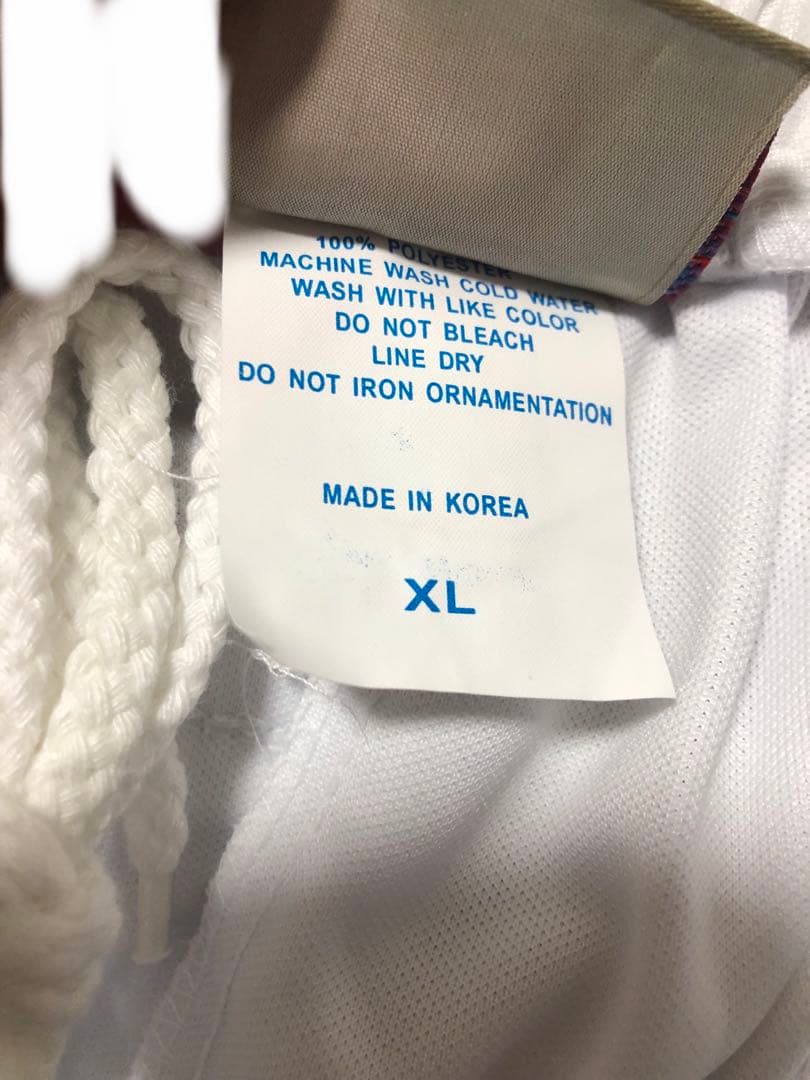 100% POLYESTER
MACHINE WASH COLD WATER
WASH WITH LIKE COLOR
DO NOT BLEACH
LINE DRY
DO NOT IRON ORNAMENTATION
MADE IN KOREA
XL